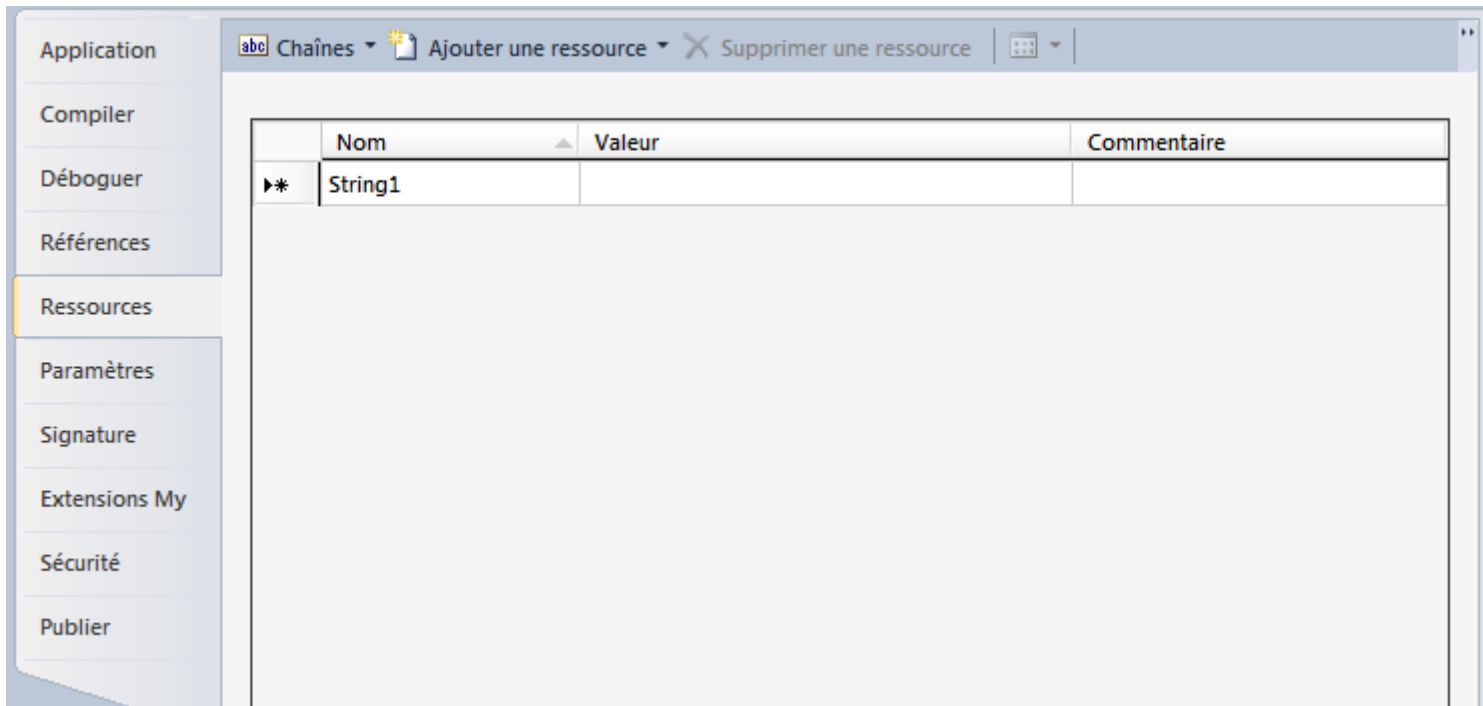 Application
Compiler
Déboguer
Références
Ressources
Paramètres
Signature
Extensions My
Sécurité
Publier
abc Chaînes Ajouter une ressource Supprimer une ressource
Nom Valeur Commentaire
String1